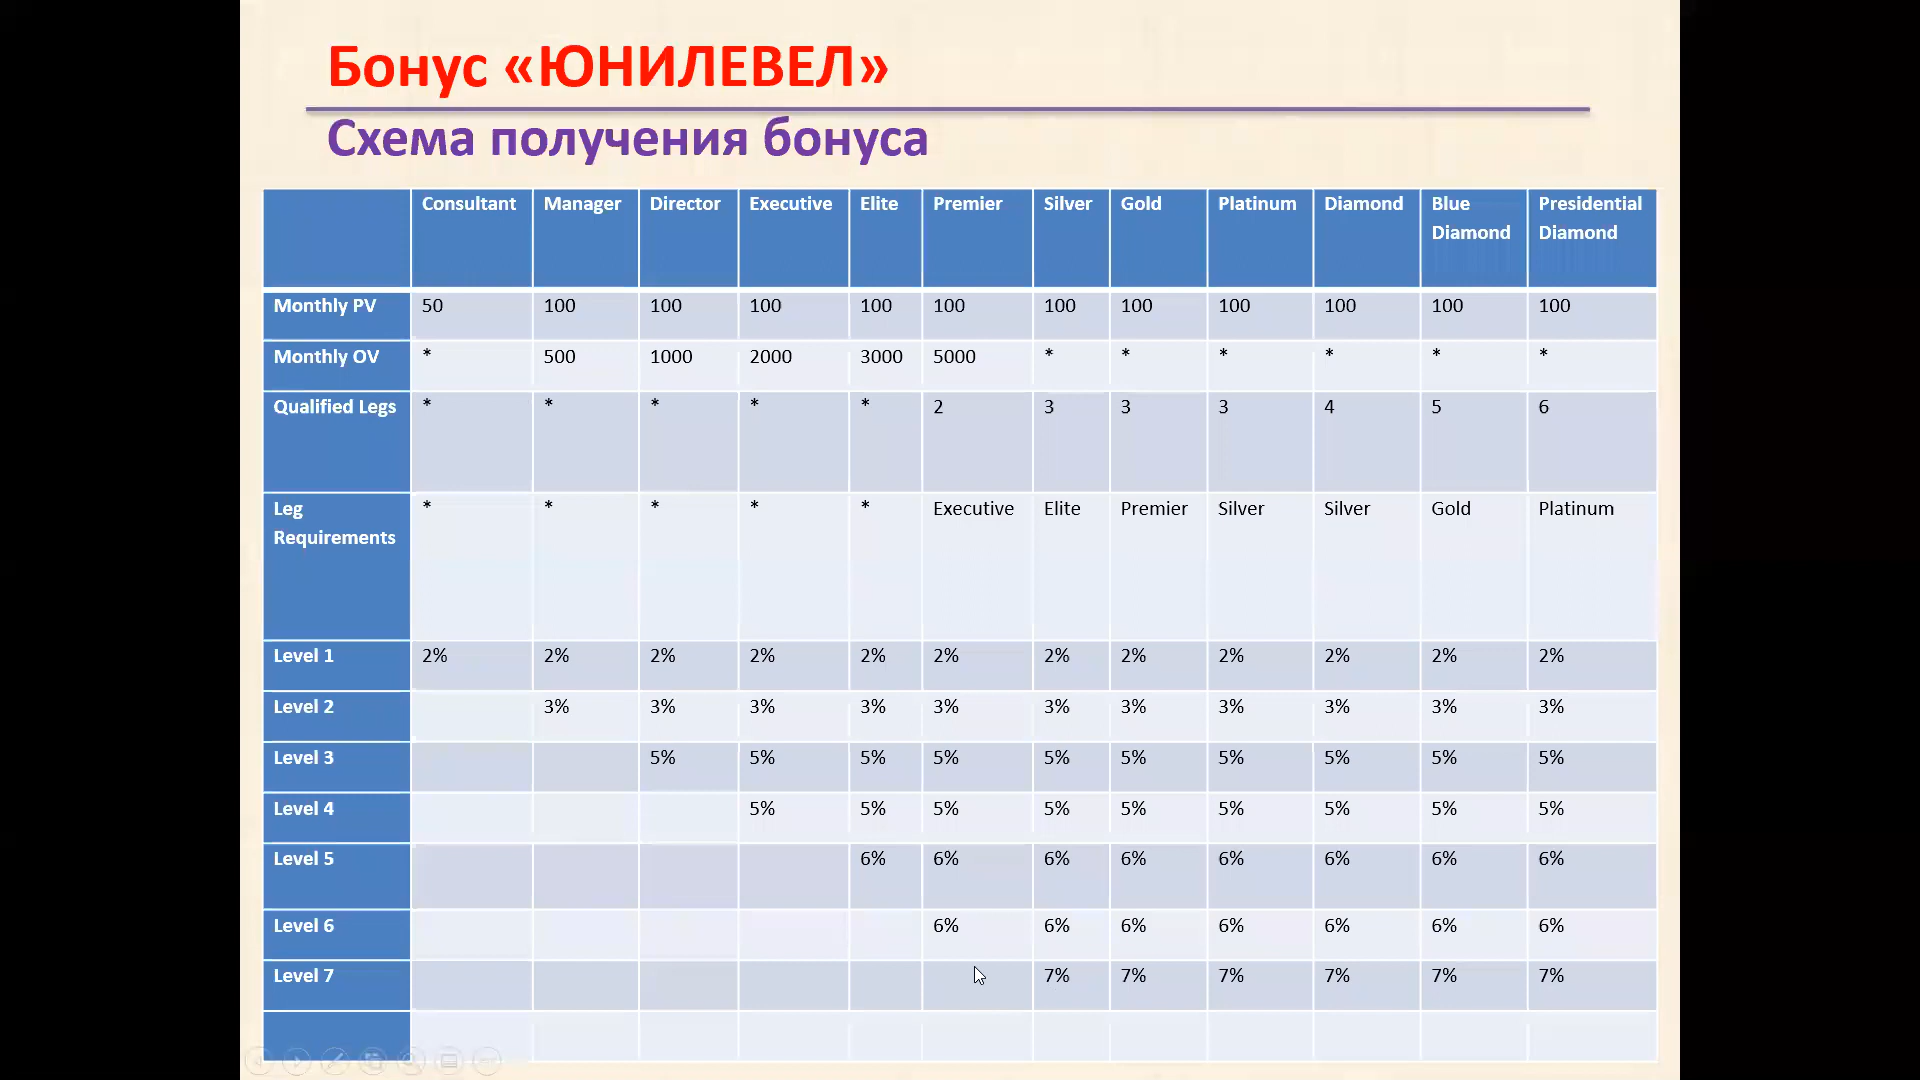 Бонус «ЮНИЛЕВЕЛ»
Схема получения бонуса
Consultant Manager Director Executive Elite Premier Silver Gold Platinum Diamond Blue Diamond Presidential Diamond
Monthly PV 50 100 100 100 100 100 100 100 100 100 100 100
Monthly OV * 500 1000 2000 3000 5000 * * * * * *
Qualified Legs * * * * * 2 3 3 3 4 5 6
Leg Requirements * * * * * Executive Elite Premier Silver Silver Gold Platinum
Level 1 2% 2% 2% 2% 2% 2% 2% 2% 2% 2% 2% 2%
Level 2 3% 3% 3% 3% 3% 3% 3% 3% 3% 3% 3%
Level 3 5% 5% 5% 5% 5% 5% 5% 5% 5% 5%
Level 4 5% 5% 5% 5% 5% 5% 5% 5% 5%
Level 5 6% 6% 6% 6% 6% 6% 6% 6%
Level 6 6% 6% 6% 6% 6% 6% 6%
Level 7 7% 7% 7% 7% 7% 7%